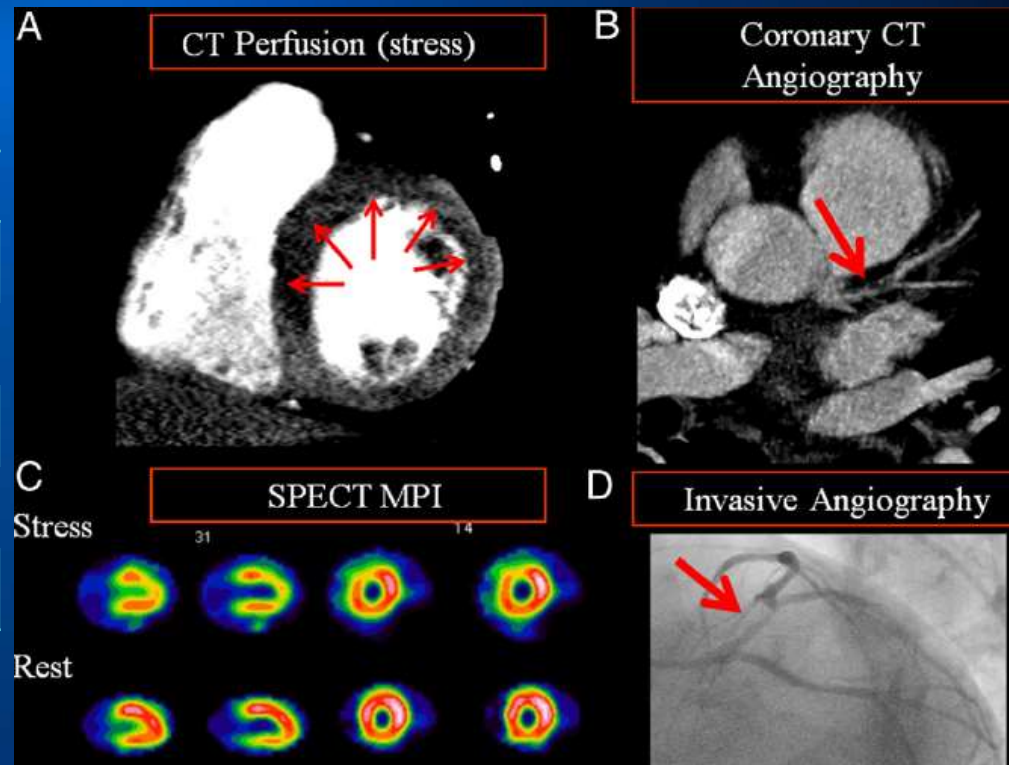 A
CT Perfusion (stress)
B
Coronary CT
Angiography
C
SPECT MPI
Stress
31
14
Rest
D
Invasive Angiography